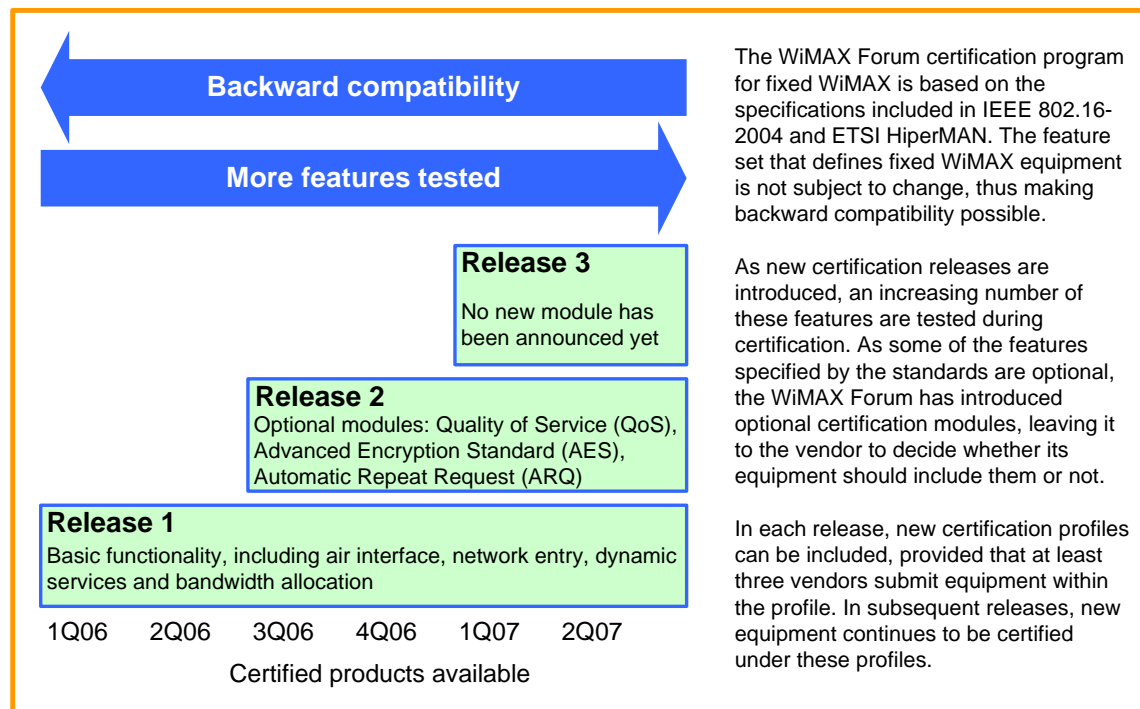 Backward compatibility
More features tested
Release 3
No new module has
been announced yet
Release 2
Optional modules: Quality of Service (QoS),
Advanced Encryption Standard (AES),
Automatic Repeat Request (ARQ)
Release 1
Basic functionality, including air interface, network entry, dynamic
services and bandwidth allocation
1Q06 2Q06 3Q06 4Q06 1Q07 2Q07
Certified products available
The WiMAX Forum certification program
for fixed WiMAX is based on the
specifications included in IEEE 802.16-
2004 and ETSI HiperMAN. The feature
set that defines fixed WiMAX equipment
is not subject to change, thus making
backward compatibility possible.
As new certification releases are
introduced, an increasing number of
these features are tested during
certification. As some of the features
specified by the standards are optional,
the WiMAX Forum has introduced
optional certification modules, leaving it
to the vendor to decide whether its
equipment should include them or not.
In each release, new certification profiles
can be included, provided that at least
three vendors submit equipment within
the profile. In subsequent releases, new
equipment continues to be certified
under these profiles.